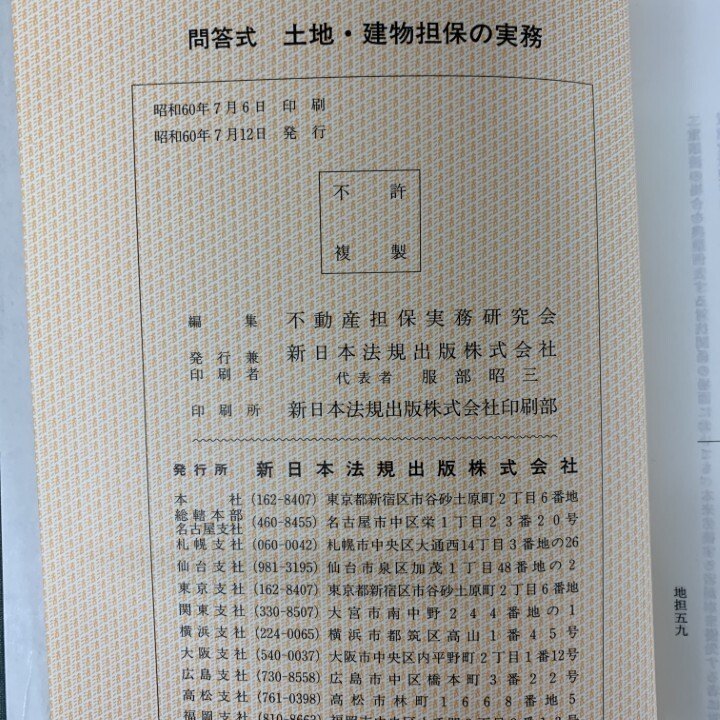 問答式 土地・建物担保の実務
昭和60年7月6日 印刷
昭和60年7月12日 発行
不許
複製
編集 不動産担保実務研究会
発行兼印刷者 新日本法規出版株式会社
代表者 服部昭三
印刷所 新日本法規出版株式会社印刷部
発行所 新日本法規出版株式会社
本社 (162-8407) 東京都新宿区市谷砂土原町2丁目6番地
総轄本部 名古屋支社 (460-8455) 名古屋市中区栄1丁目23番20号
札幌支社 (060-0042) 札幌市中央区大通西14丁目3番地の26
仙台支社 (981-3195) 仙台市泉区加茂1丁目48番地の2
東京支社 (162-8407) 東京都新宿区市谷砂土原町2丁目6番地
関東支社 (330-8507) 大宮市南中野244番地の1
横浜支社 (224-0065) 横浜市都筑区高山1番45号
大阪支社 (540-0037) 大阪市中央区内平野町2丁目1番12号
広島支社 (730-8558) 広島市中区橋本町3番22号
高松支社 (761-0398) 高松市林町1668番地5
福岡支社 (810-8663)
地担五九